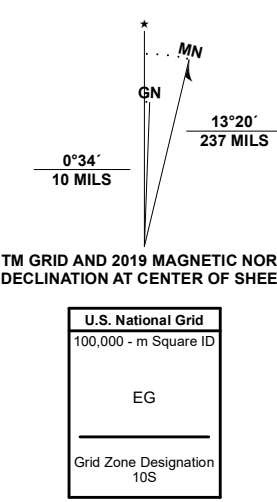 ★
MN
GN
13°20´
237 MILS
0°34´
10 MILS
TM GRID AND 2019 MAGNETIC NOR
DECLINATION AT CENTER OF SHEE
U.S. National Grid
100,000 - m Square ID
EG
Grid Zone Designation
10S